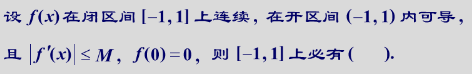 设 f(x) 在闭区间 [-1, 1] 上连续，在开区间 (-1, 1) 内可导，
且 |f'(x)| ≤ M， f(0) = 0， 则 [-1, 1] 上必有 (    ).